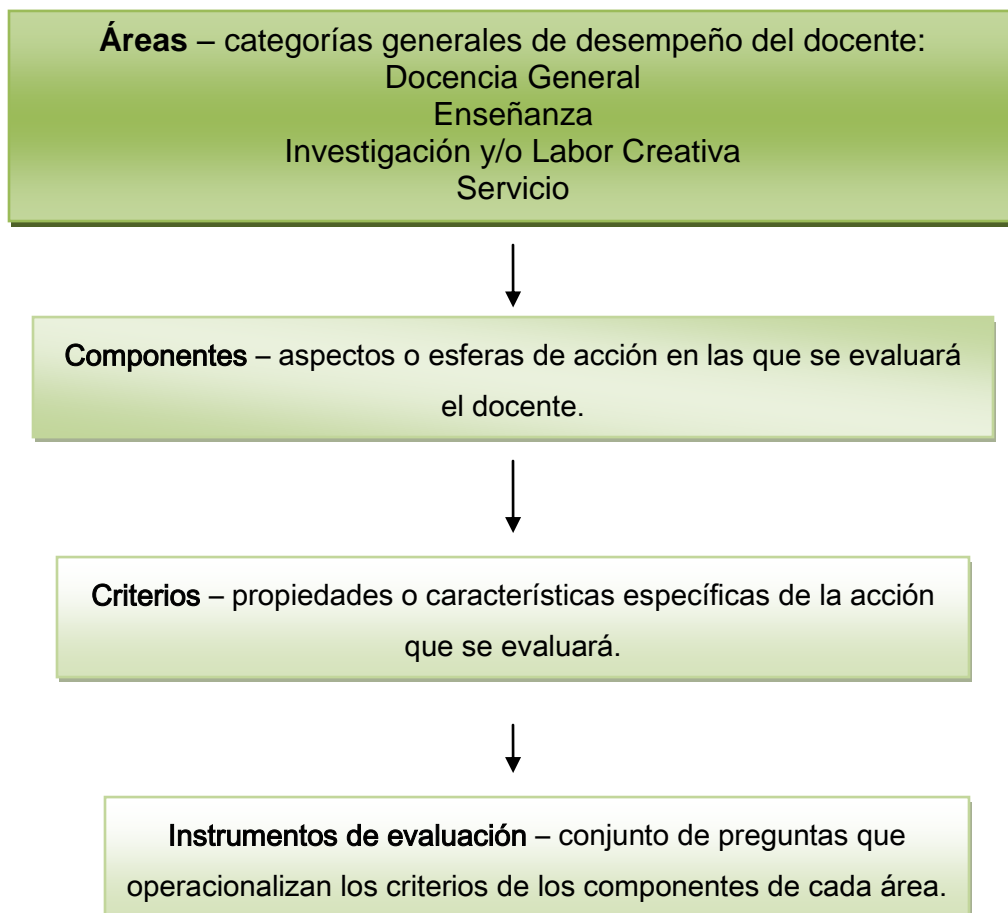 Áreas – categorías generales de desempeño del docente:
Docencia General
Enseñanza
Investigación y/o Labor Creativa
Servicio
Componentes – aspectos o esferas de acción en las que se evaluará
el docente.
Criterios – propiedades o características específicas de la acción
que se evaluará.
Instrumentos de evaluación – conjunto de preguntas que
operacionalizan los criterios de los componentes de cada área.